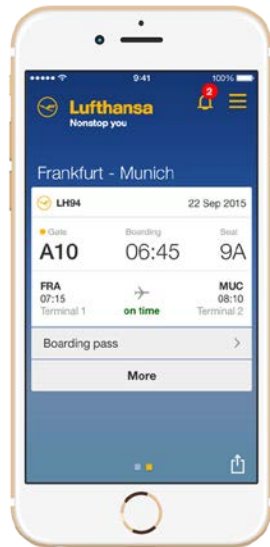 9:41 100%
2
Lufthansa
Nonstop you
Frankfurt - Munich
LH94 22 Sep 2015
Gate Boarding Seat
A10 06:45 9A
FRA MUC
07:15 08:10
Terminal 1 on time Terminal 2
Boarding pass
More